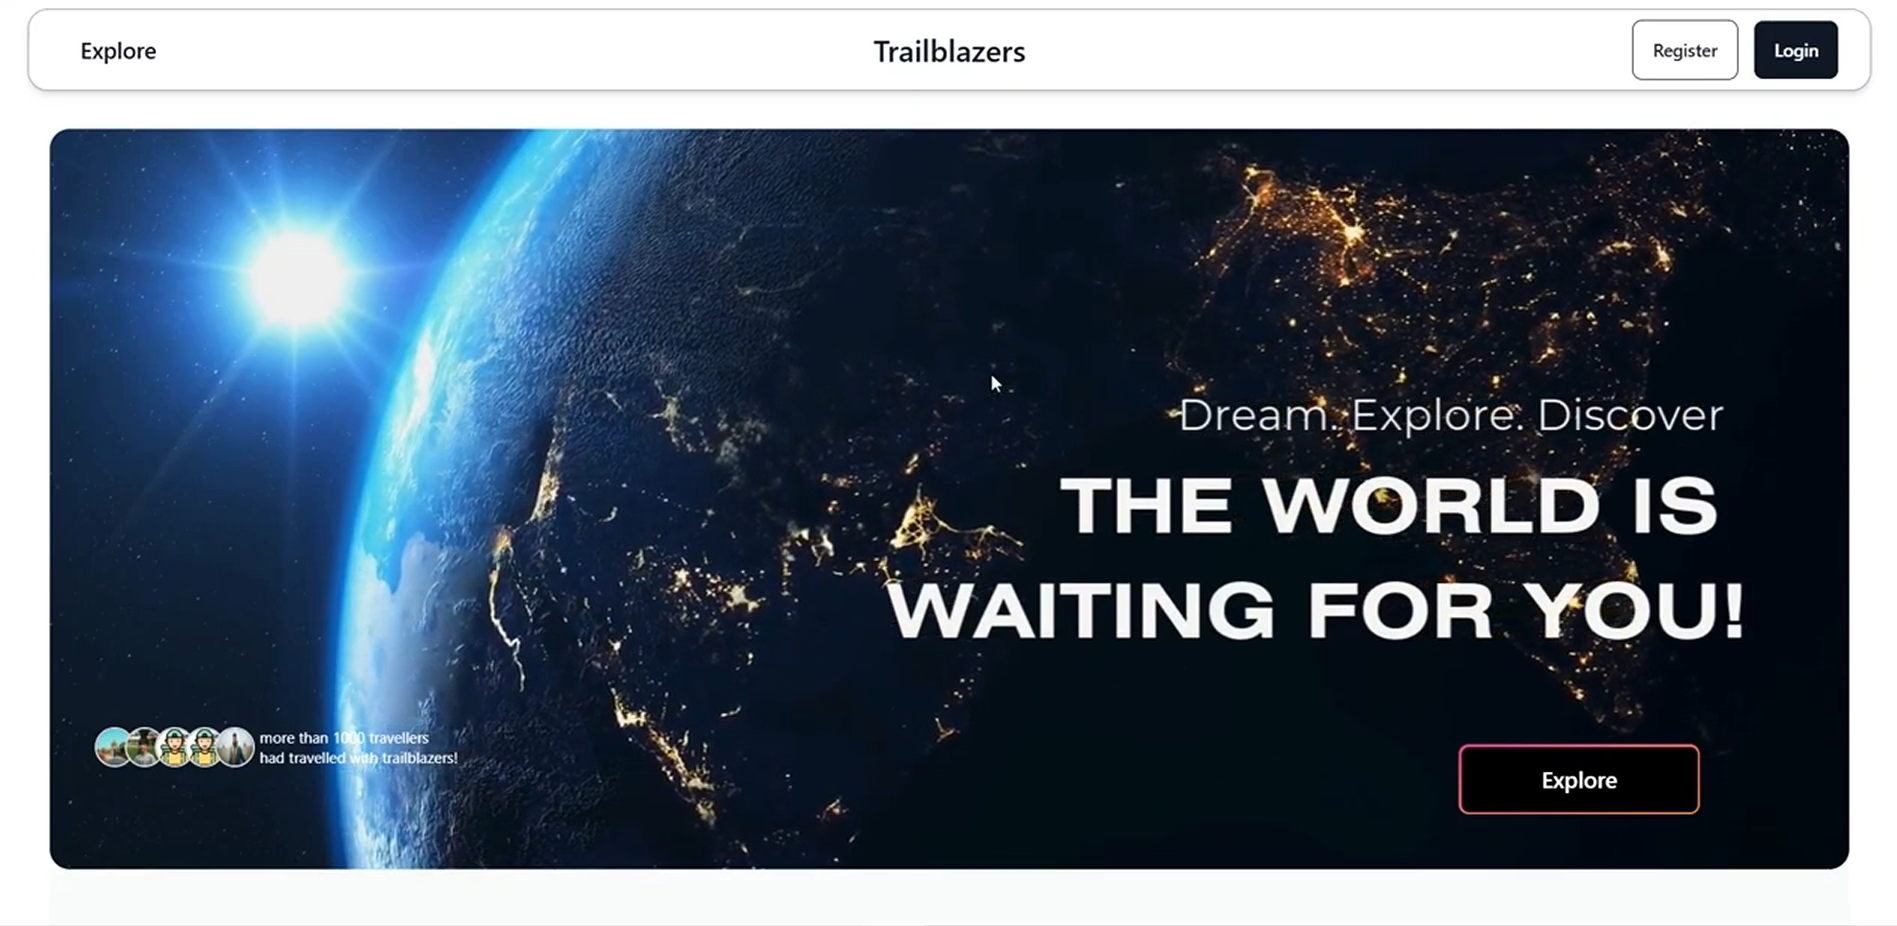 Explore
Trailblazers
Register
Login
Dream. Explore. Discover
THE WORLD IS
WAITING FOR YOU!
more than 1000 travellers
had travelled with trailblazers!
Explore